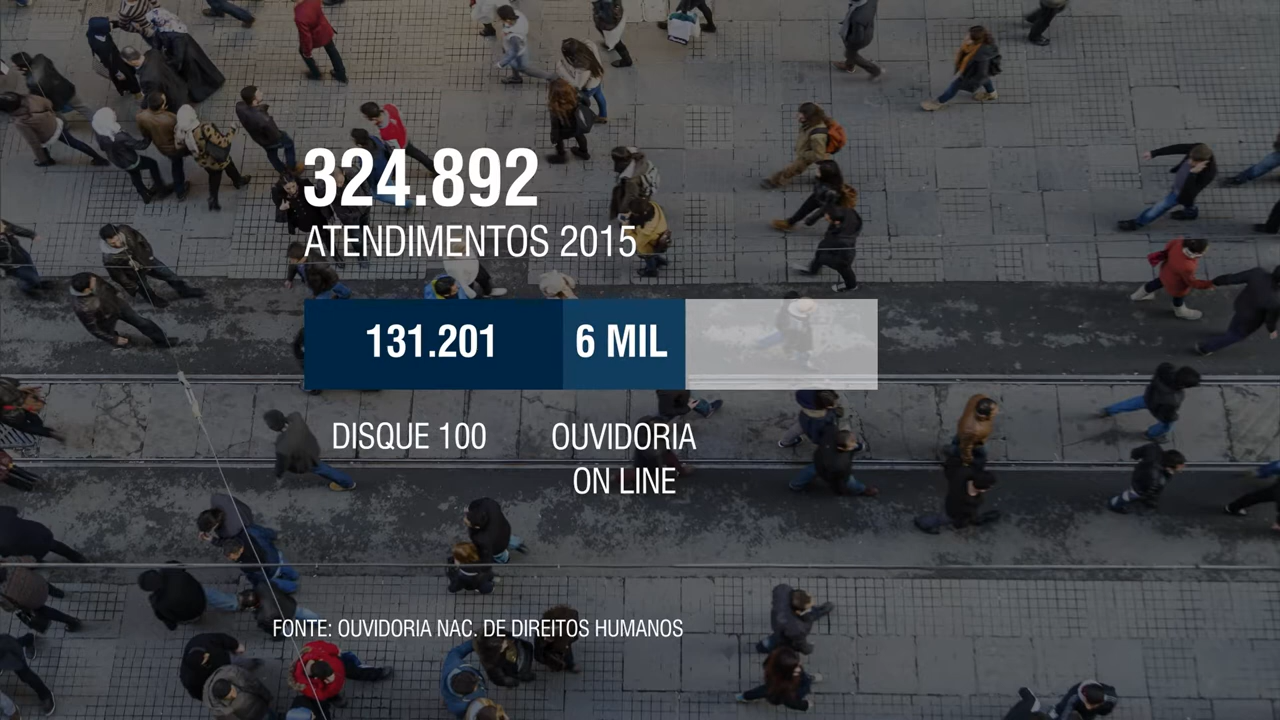 324.892
ATENDIMENTOS 2015
131.201
6 MIL
DISQUE 100
OUVIDORIA
ON LINE
FONTE: OUVIDORIA NAC. DE DIREITOS HUMANOS